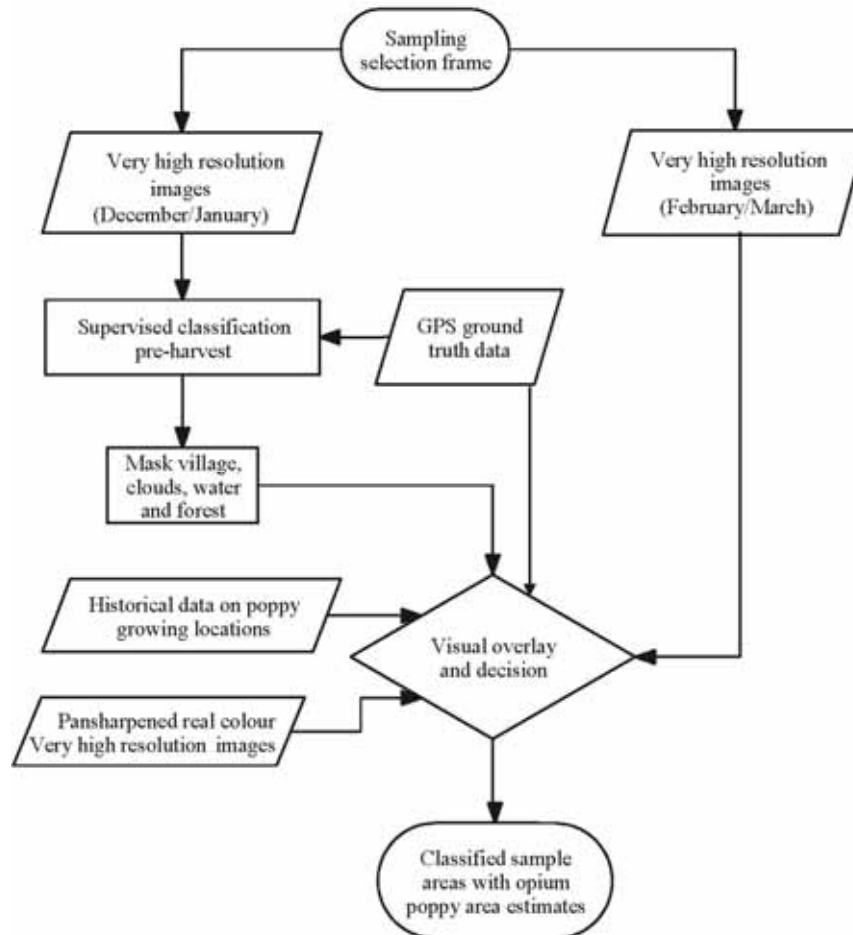 Sampling
selection frame
Very high resolution
images
(December/January)
Very high resolution
images
(February/March)
Supervised classification
pre-harvest
GPS ground
truth data
Mask village,
clouds, water
and forest
Historical data on poppy
growing locations
Visual overlay
and decision
Pansharpened real colour
Very high resolution images
Classified sample
areas with opium
poppy area estimates